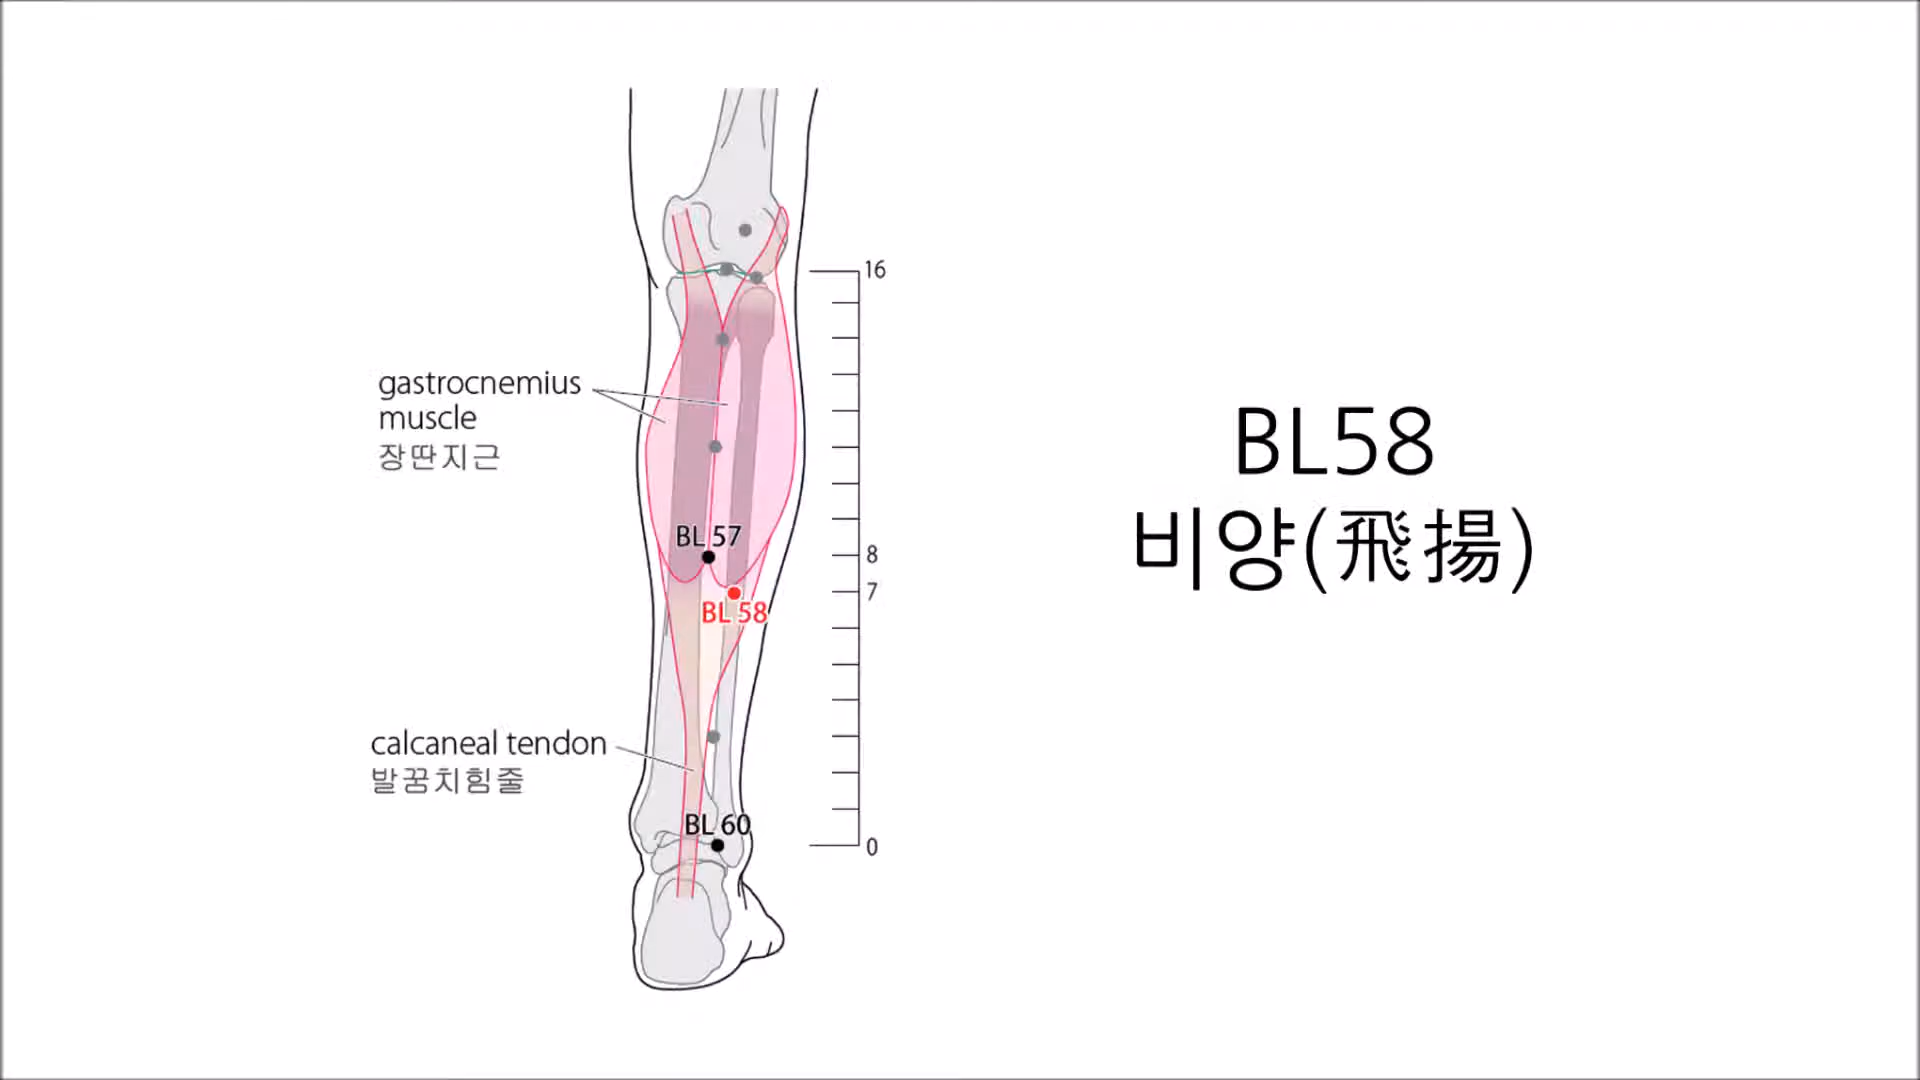 16
gastrocnemius
muscle
장딴지근
BL 57
8
7
BL 58
calcaneal tendon
발꿈치힘줄
BL 60
0
BL58
비양(飛揚)